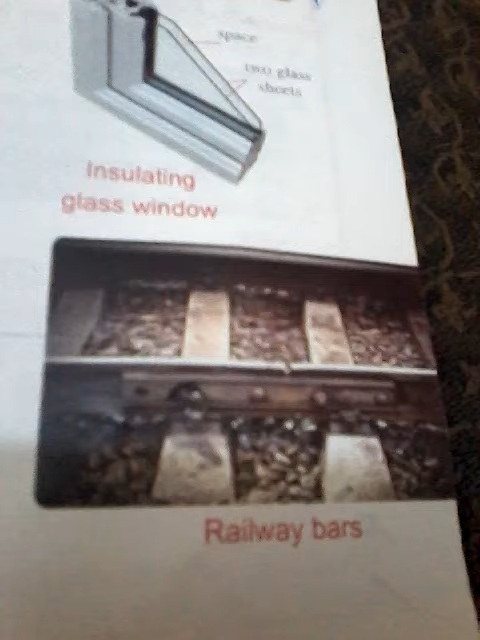 space
two glass
sheets
Insulating
glass window
Railway bars